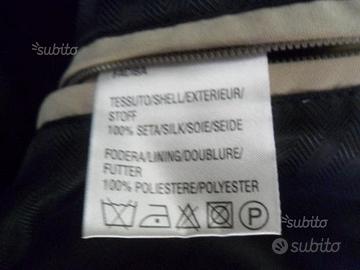 subito
TESSUTO/SHELL/EXTERIEUR/
STOFF
100% SETA/SILK/SOIE/SEIDE
FODERA/LINING/DOUBLURE/
FUTTER
100% POLIESTERE/POLYESTER
P
subito
subito